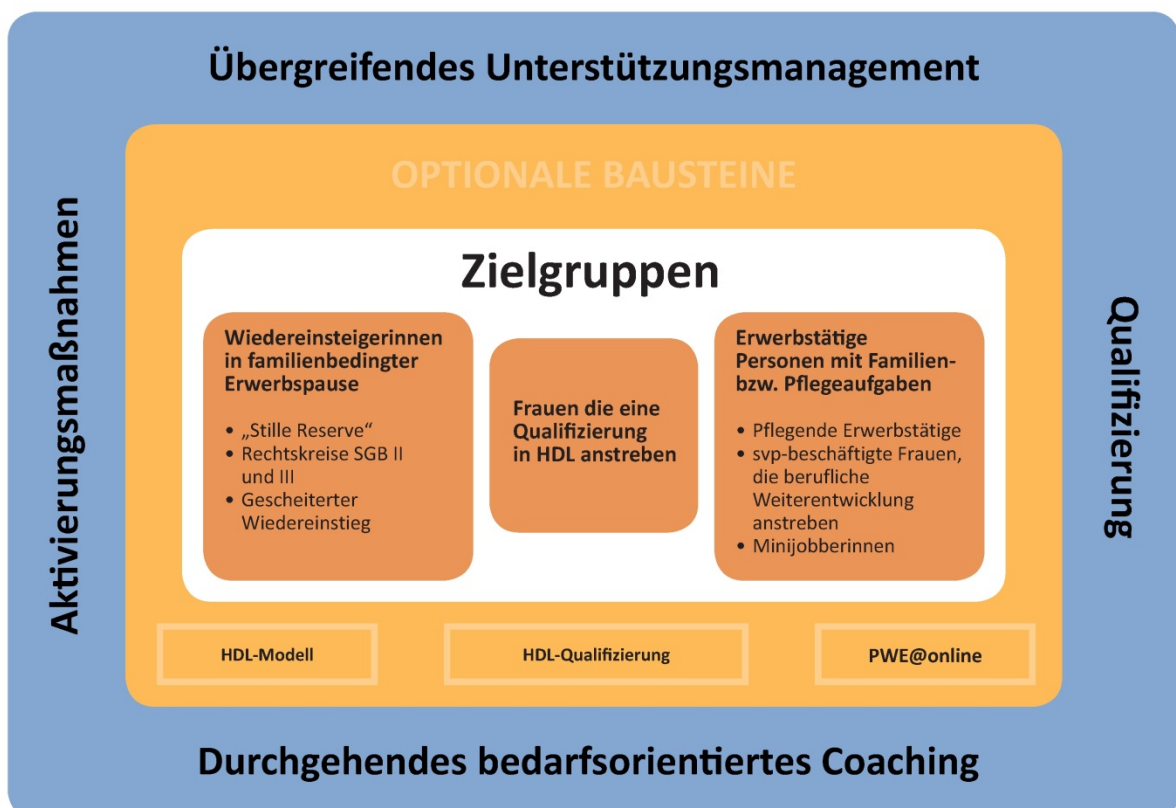 Übergreifendes Unterstützungsmanagement
OPTIONALE BAUSTEINE
Aktivierungsmaßnahmen
Zielgruppen
Wiedereinsteigerinnen
in familienbedingter
Erwerbspause
• „Stille Reserve“
• Rechtskreise SGB II
und III
• Gescheiterter
Wiedereinstieg
Frauen die eine
Qualifizierung
in HDL anstreben
Erwerbstätige
Personen mit Familien-
bzw. Pflegeaufgaben
• Pflegende Erwerbstätige
• svp-beschäftigte Frauen,
die berufliche
Weiterentwicklung
anstreben
• Minijobberinnen
Qualifizierung
HDL-Modell
HDL-Qualifizierung
PWE@online
Durchgehendes bedarfsorientiertes Coaching